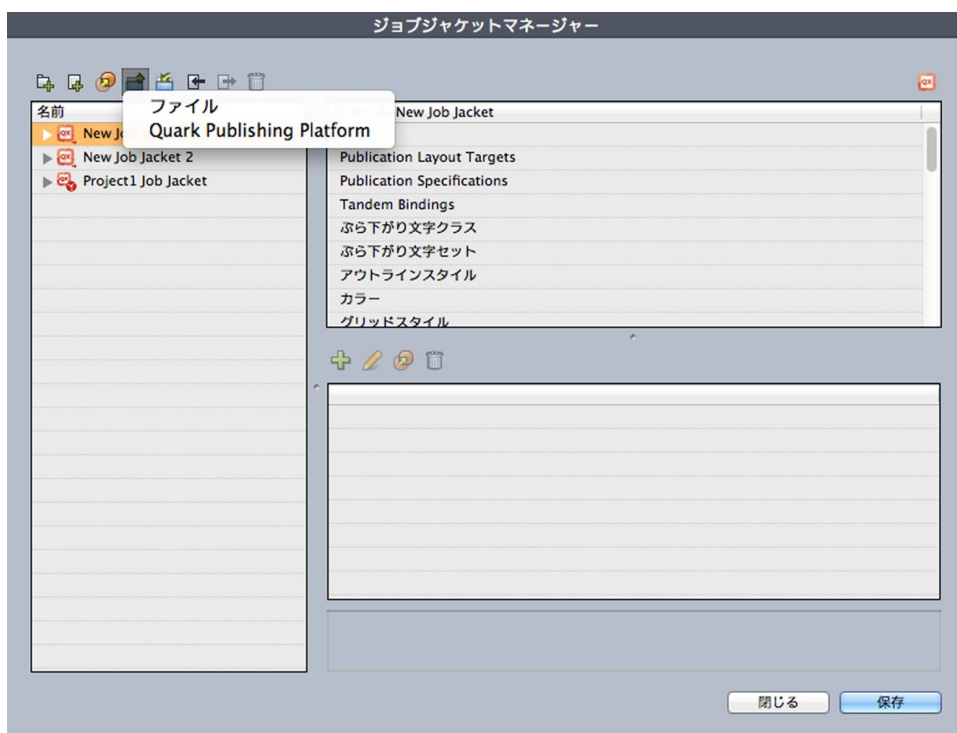 ジョブジャケットマネージャー
ファイル
Quark Publishing Platform
名前
New Job Jacket
New
New Job Jacket 2
Project1 Job Jacket
Publication Layout Targets
Publication Specifications
Tandem Bindings
ぶら下がり文字クラス
ぶら下がり文字セット
アウトラインスタイル
カラー
グリッドスタイル
閉じる
保存